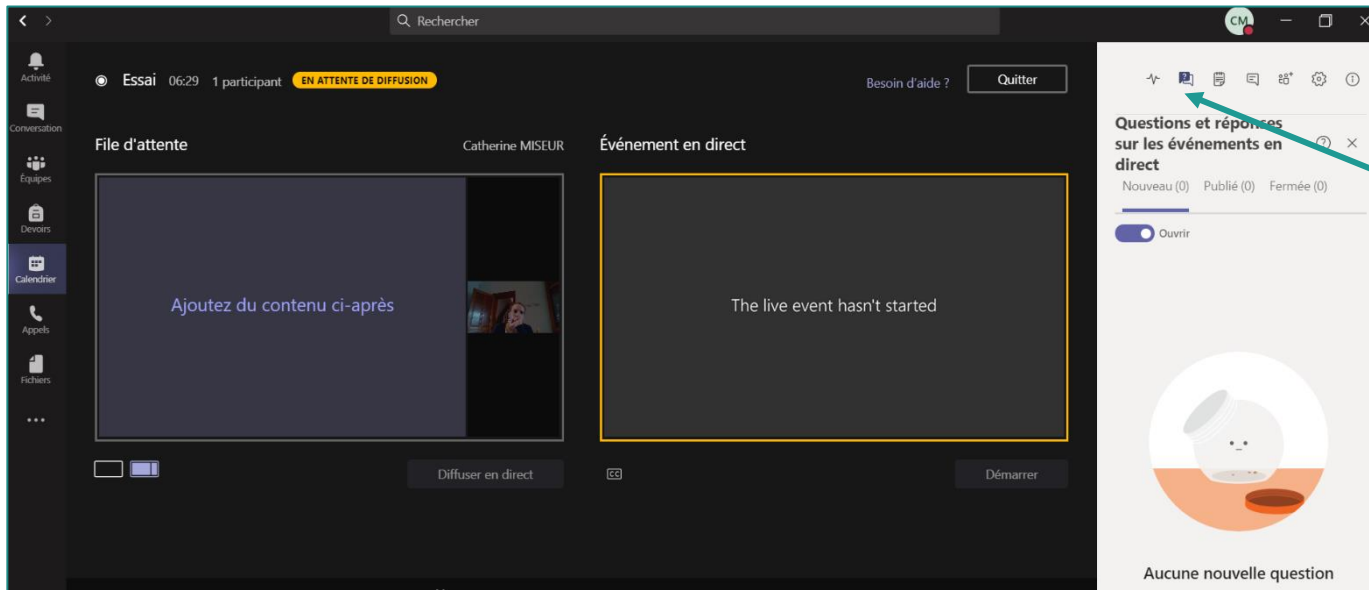 Rechercher
CM
Activité
Conversation
Équipes
Devoirs
Calendrier
Appels
Fichiers
Essai 06:29 1 participant EN ATTENTE DE DIFFUSION
Besoin d'aide ? Quitter
File d'attente Catherine MISEUR
Événement en direct
Ajoutez du contenu ci-après
The live event hasn't started
Diffuser en direct
CC
Démarrer
Questions et réponses
sur les événements en
direct
Nouveau (0) Publié (0) Fermée (0)
Ouvrir
Aucune nouvelle question